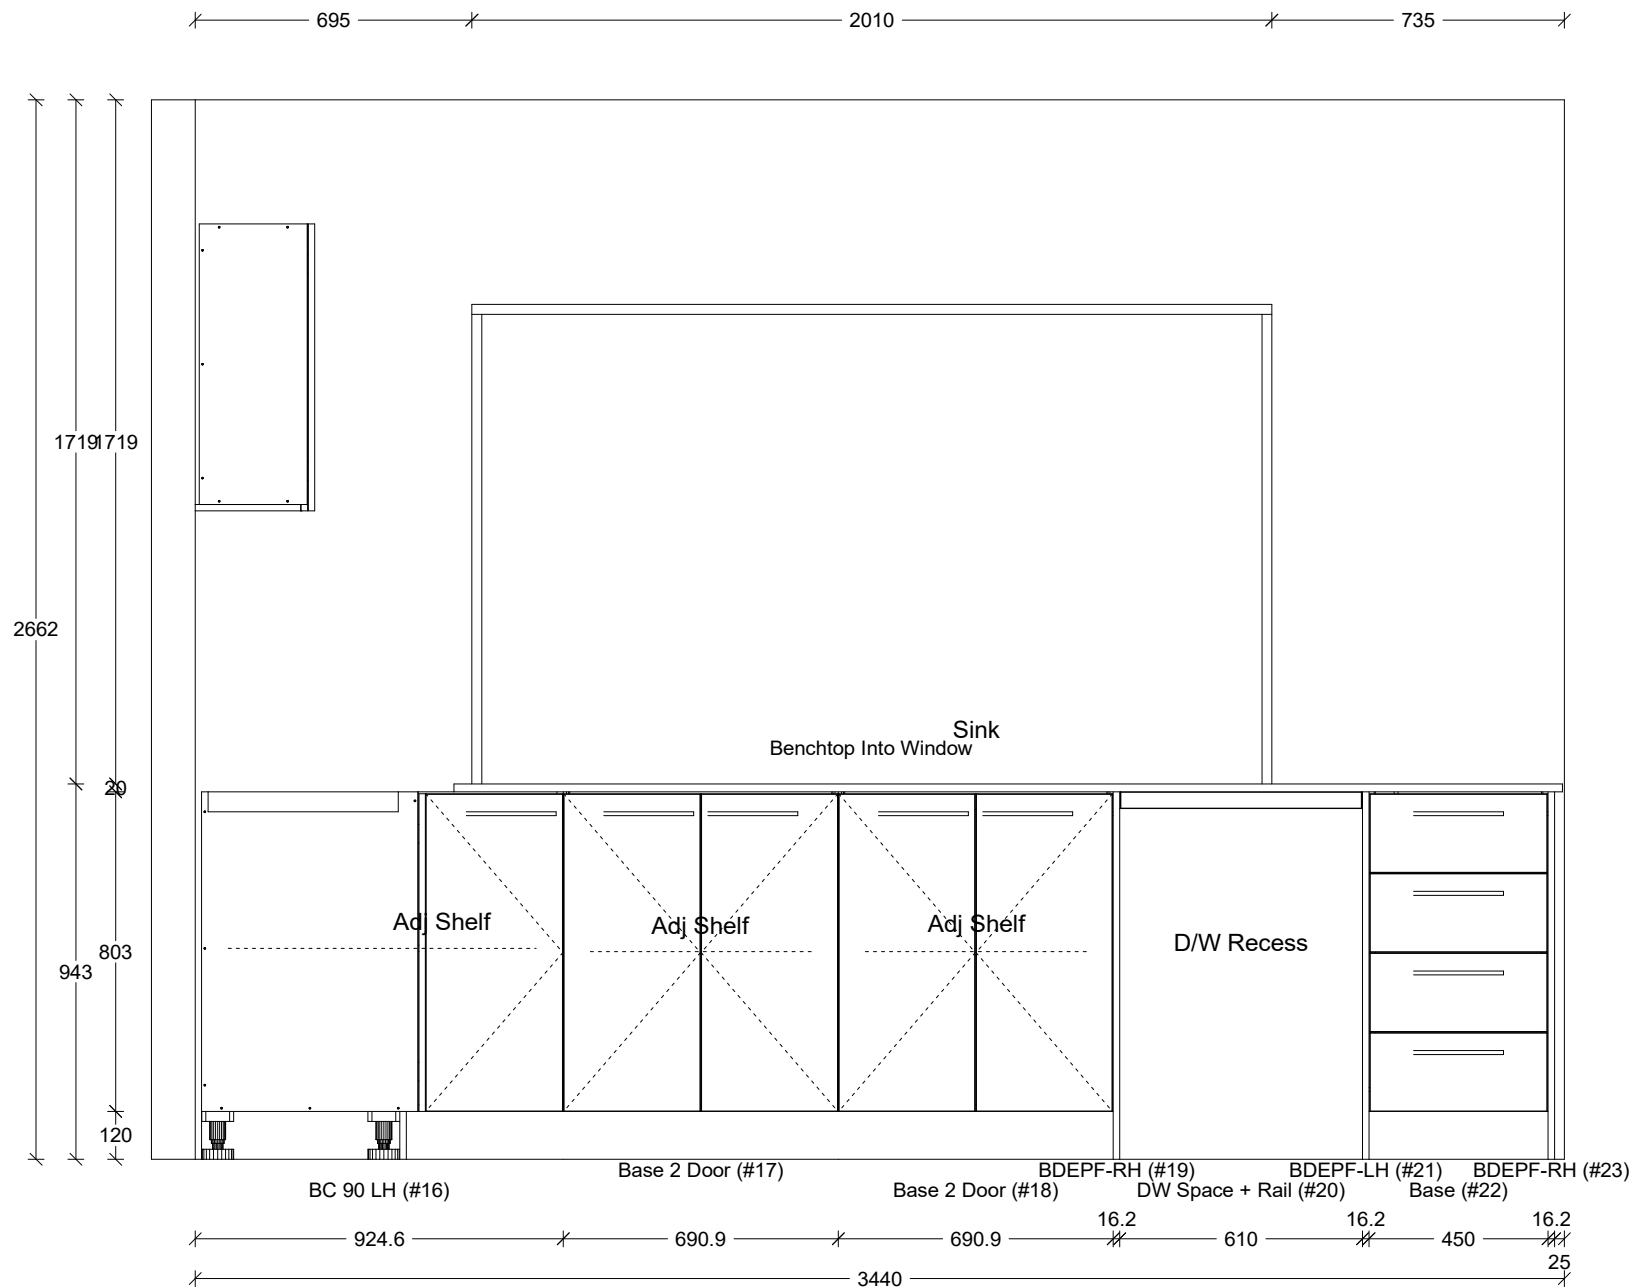 695 2010 735
1719 1719
2662
Sink
Benchtop Into Window
20
Adj Shelf Adj Shelf Adj Shelf
D/W Recess
803
943
120
Base 2 Door (#17) BDEPF-RH (#19) BDEPF-LH (#21) BDEPF-RH (#23)
BC 90 LH (#16) Base 2 Door (#18) DW Space + Rail (#20) Base (#22)
16.2 16.2 16.2
924.6 690.9 690.9 610 450
25
3440